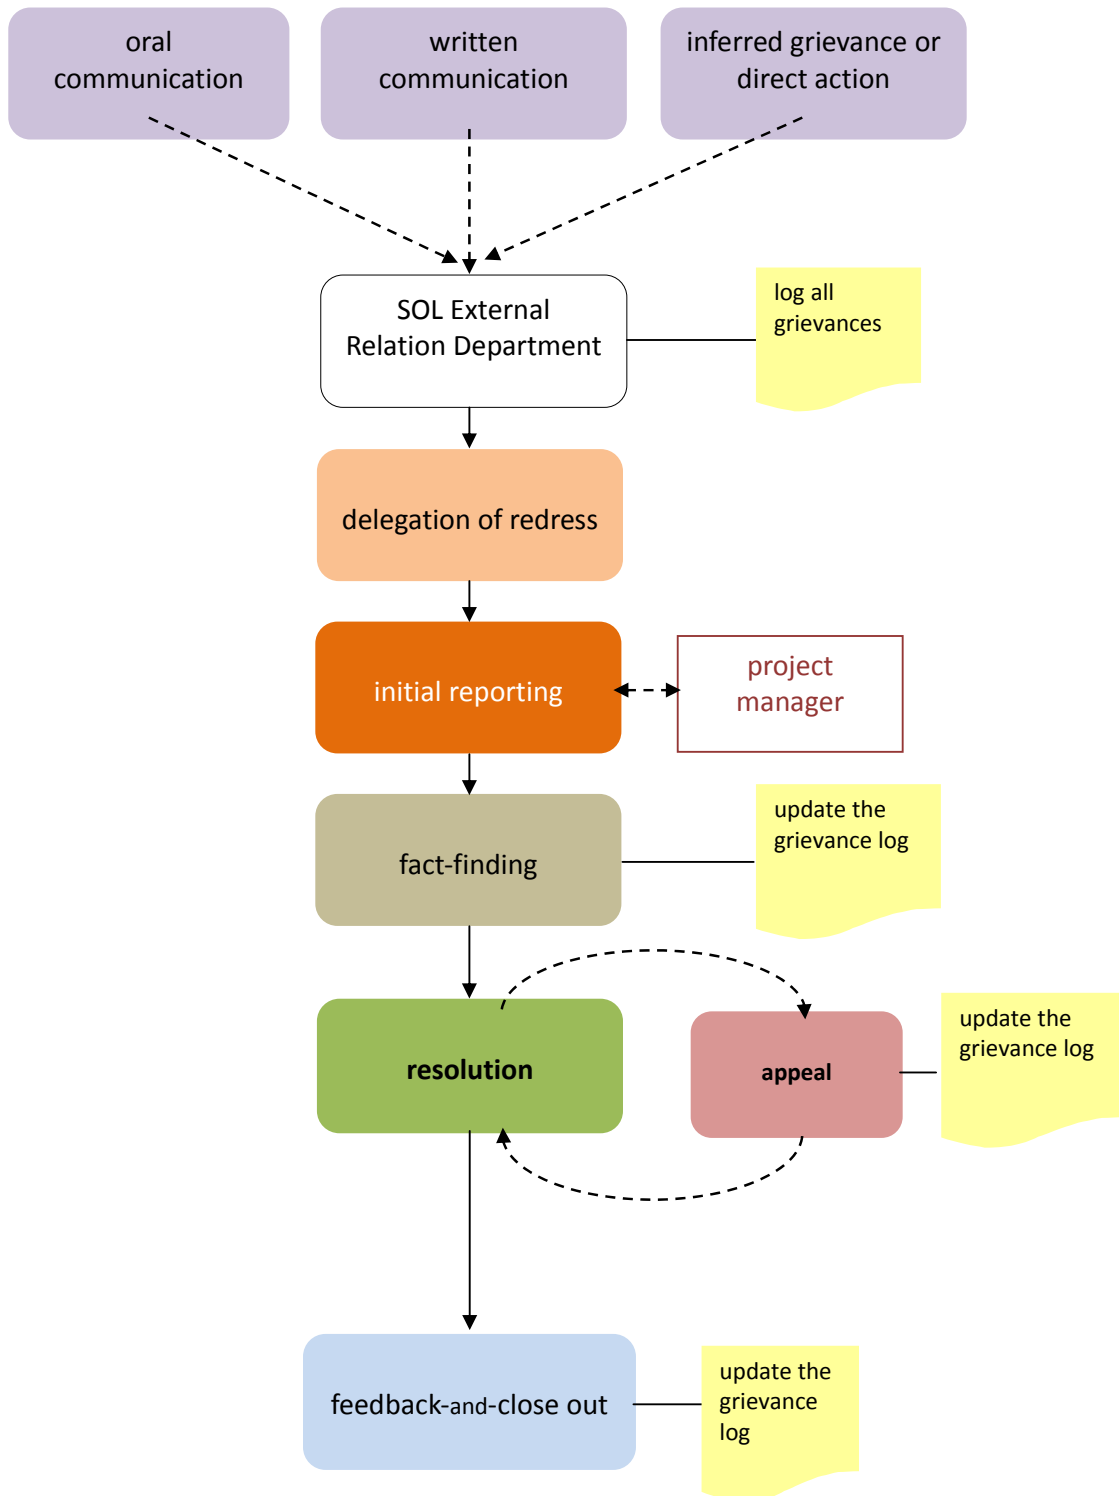 oral
communication
written
communication
inferred grievance or
direct action
SOL External
Relation Department
log all
grievances
delegation of redress
initial reporting
project
manager
fact-finding
update the
grievance log
resolution
appeal
update the
grievance log
feedback-and-close out
update the
grievance
log